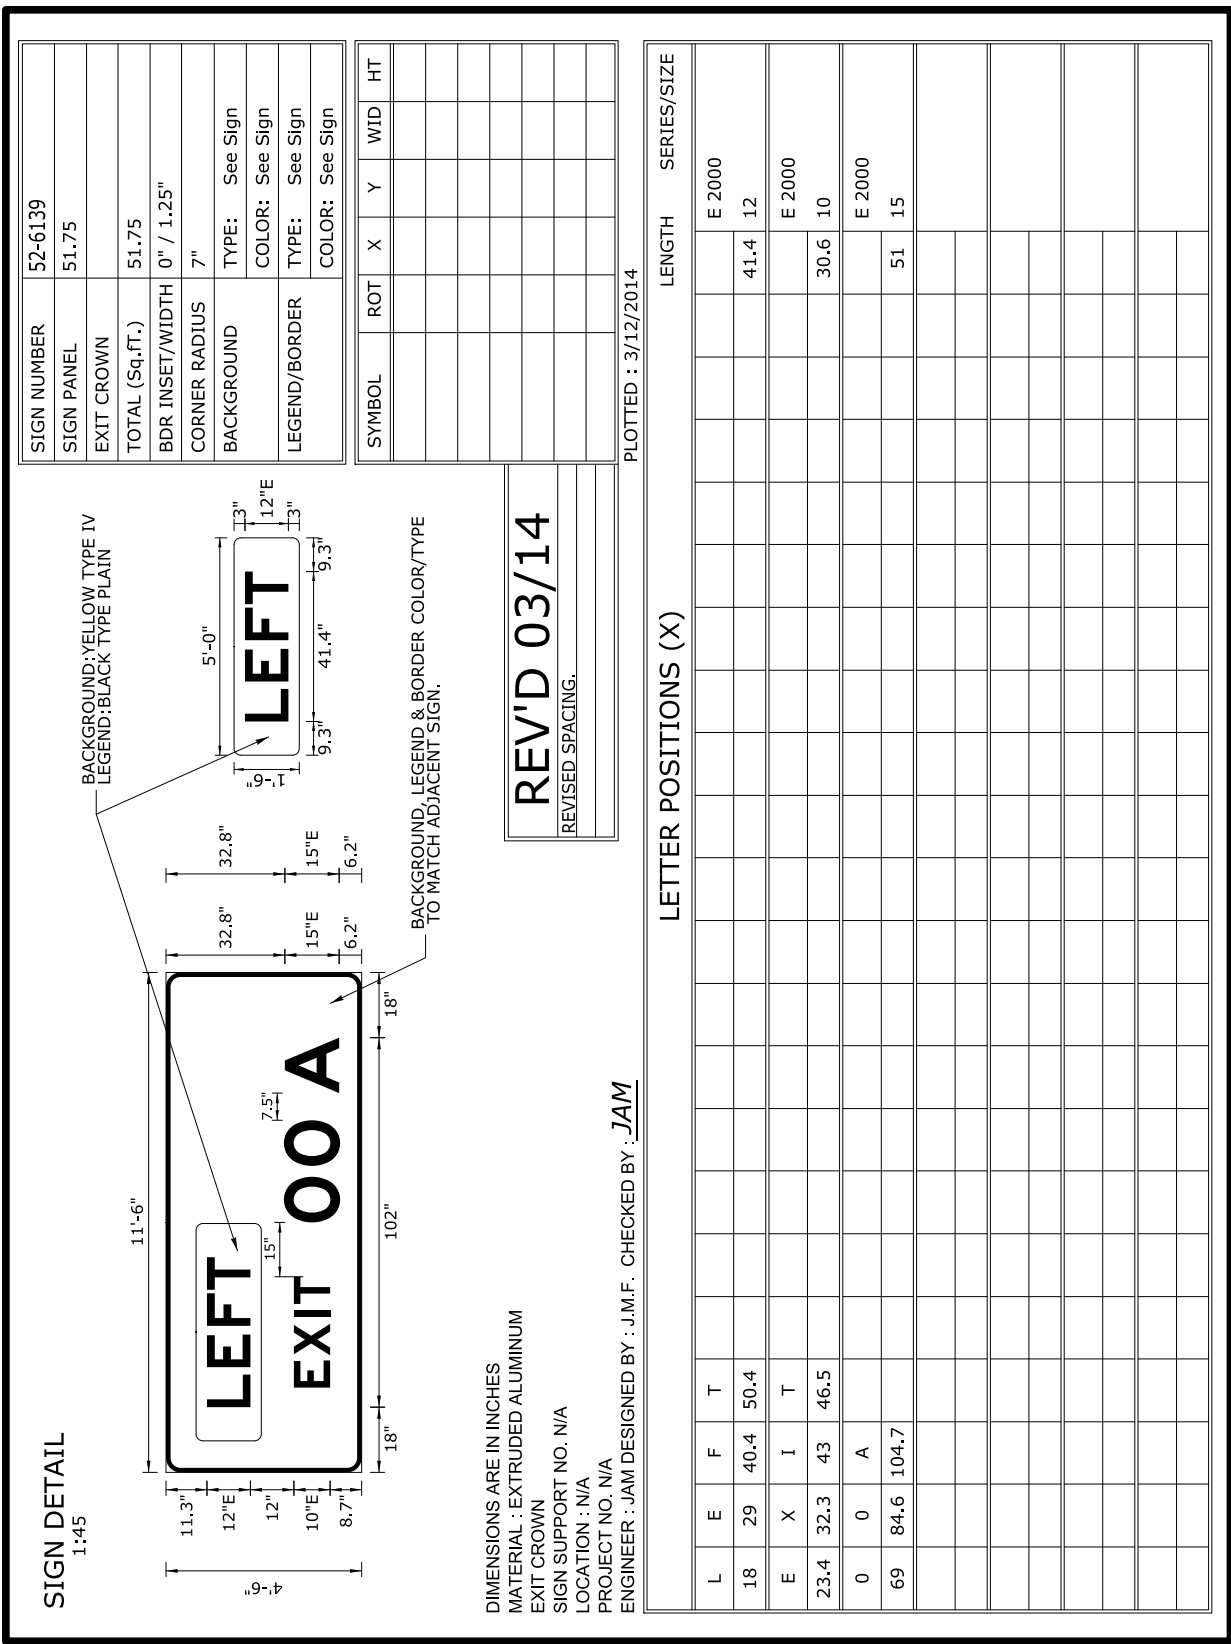 SIGN DETAIL
1:45
11'-6"
4'-6"
11.3"
12"E
12"
10"E
8.7"
LEFT
EXIT
00 A
15"
7.5"
18"
102"
18"
32.8"
15"E
6.2"
32.8"
15"E
6.2"
BACKGROUND:YELLOW TYPE IV
LEGEND:BLACK TYPE PLAIN
5'-0"
1'-6"
LEFT
3"
12"E
3"
9.3"
41.4"
9.3"
BACKGROUND, LEGEND & BORDER COLOR/TYPE
TO MATCH ADJACENT SIGN.
SIGN NUMBER 52-6139
SIGN PANEL 51.75
EXIT CROWN
TOTAL (Sq.fT.) 51.75
BDR INSET/WIDTH 0" / 1.25"
CORNER RADIUS 7"
BACKGROUND TYPE: See Sign
COLOR: See Sign
LEGEND/BORDER TYPE: See Sign
COLOR: See Sign
SYMBOL ROT X Y WID HT
DIMENSIONS ARE IN INCHES
MATERIAL : EXTRUDED ALUMINUM
EXIT CROWN
SIGN SUPPORT NO. N/A
LOCATION : N/A
PROJECT NO. N/A
ENGINEER : JAM DESIGNED BY : J.M.F. CHECKED BY : JAM
REV'D 03/14
REVISED SPACING.
PLOTTED : 3/12/2014
LETTER POSITIONS (X)
LENGTH SERIES/SIZE
L E F T E 2000
18 29 40.4 50.4 41.4 12
E X I T E 2000
23.4 32.3 43 46.5 30.6 10
0 0 A E 2000
69 84.6 104.7 51 15